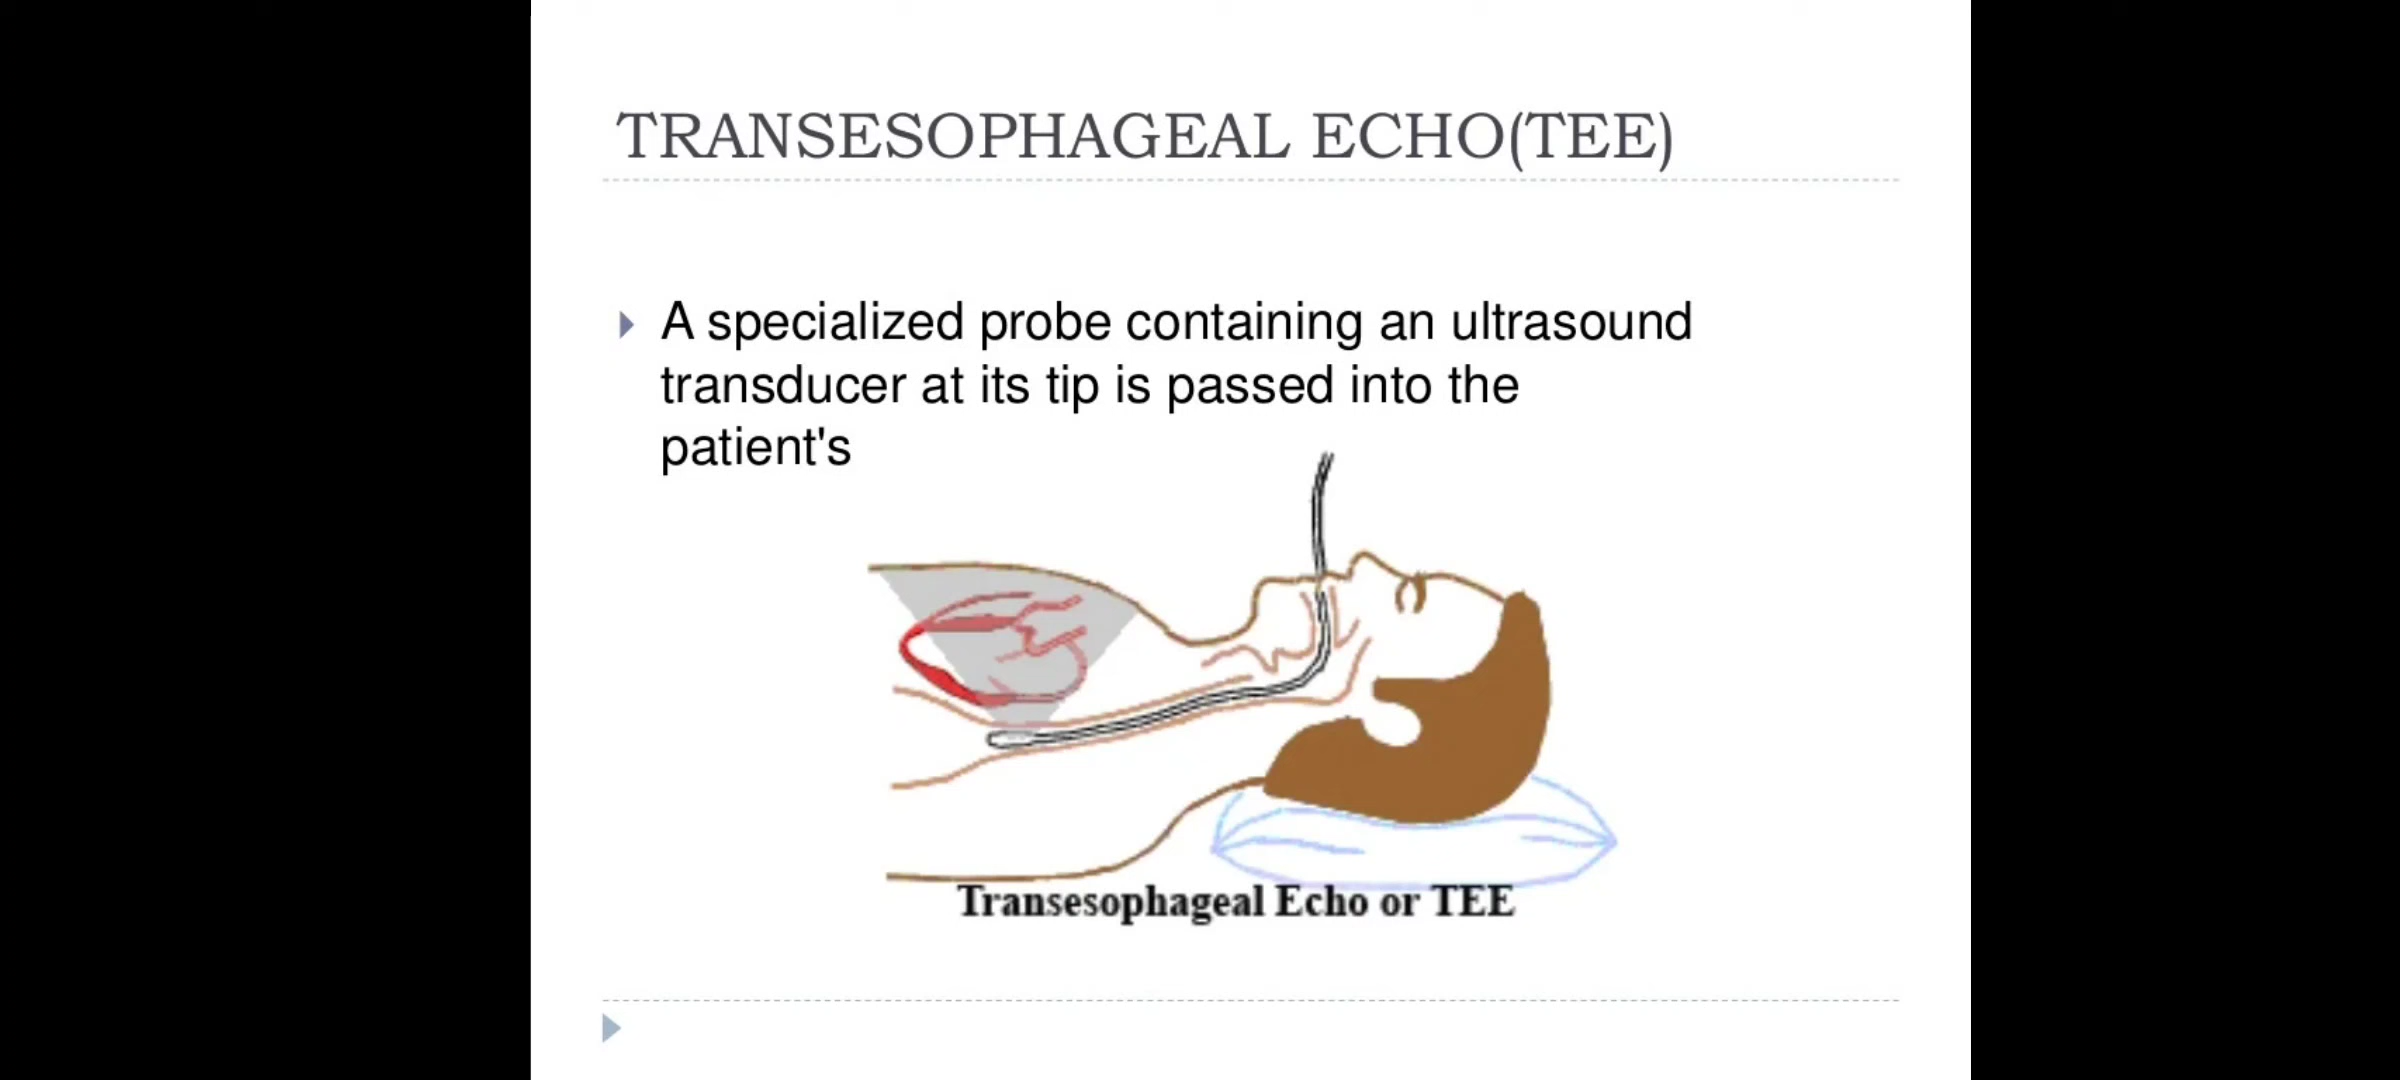 TRANSESOPHAGEAL ECHO(TEE)
A specialized probe containing an ultrasound
transducer at its tip is passed into the
patient's
Transesophageal Echo or TEE